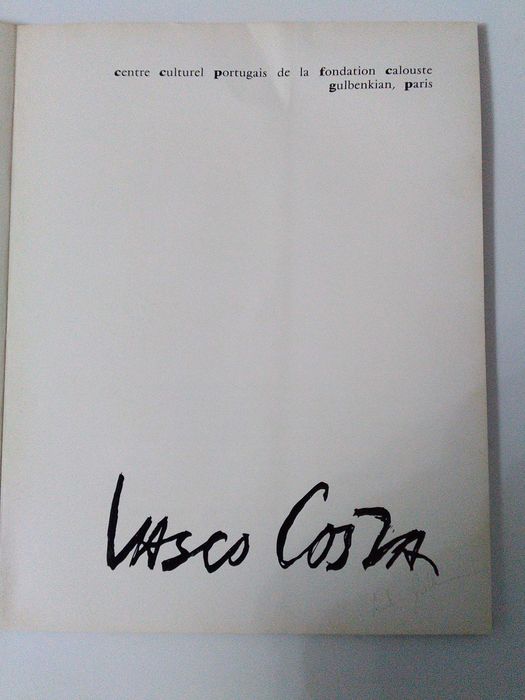 centre culturel portugais de la fondation calouste
gulbenkian, paris
Vasco Costa